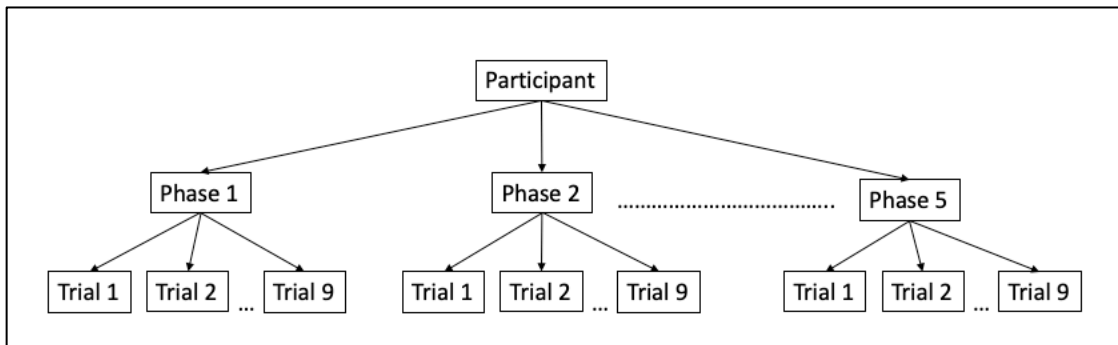 Participant
Phase 1 Phase 2 ...................................... Phase 5
Trial 1 Trial 2 ... Trial 9 Trial 1 Trial 2 ... Trial 9 Trial 1 Trial 2 ... Trial 9